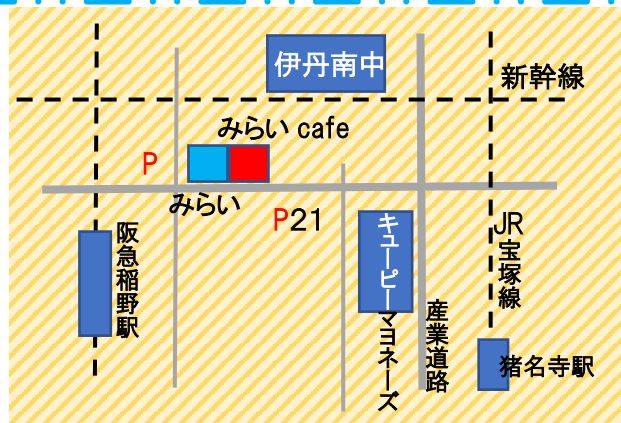 伊丹南中
新幹線
みらい cafe
P
みらい
P21
阪急稲野駅
キューピーマヨネーズ
産業道路
JR宝塚線
猪名寺駅